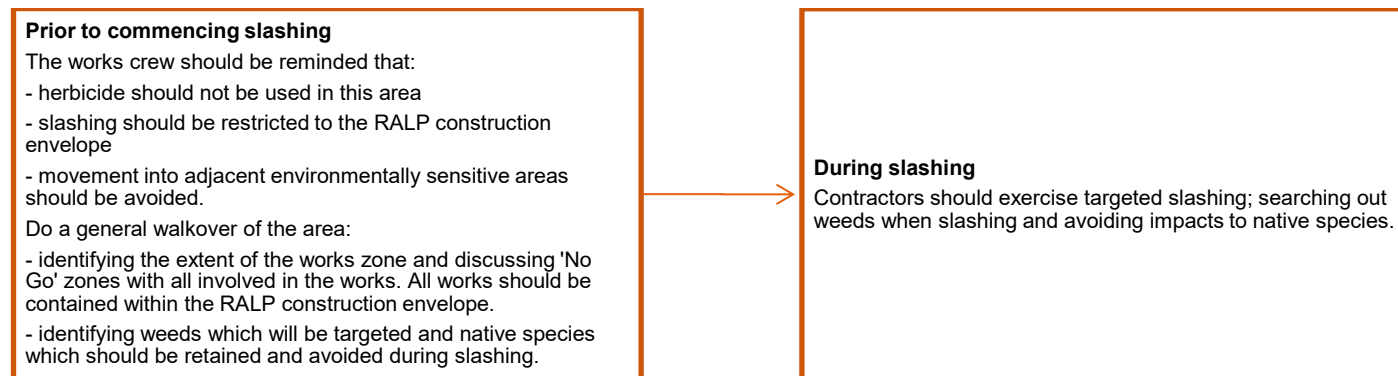 Prior to commencing slashing
The works crew should be reminded that:
- herbicide should not be used in this area
- slashing should be restricted to the RALP construction
envelope
- movement into adjacent environmentally sensitive areas
should be avoided.
Do a general walkover of the area:
- identifying the extent of the works zone and discussing 'No
Go' zones with all involved in the works. All works should be
contained within the RALP construction envelope.
- identifying weeds which will be targeted and native species
which should be retained and avoided during slashing.
During slashing
Contractors should exercise targeted slashing; searching out
weeds when slashing and avoiding impacts to native species.